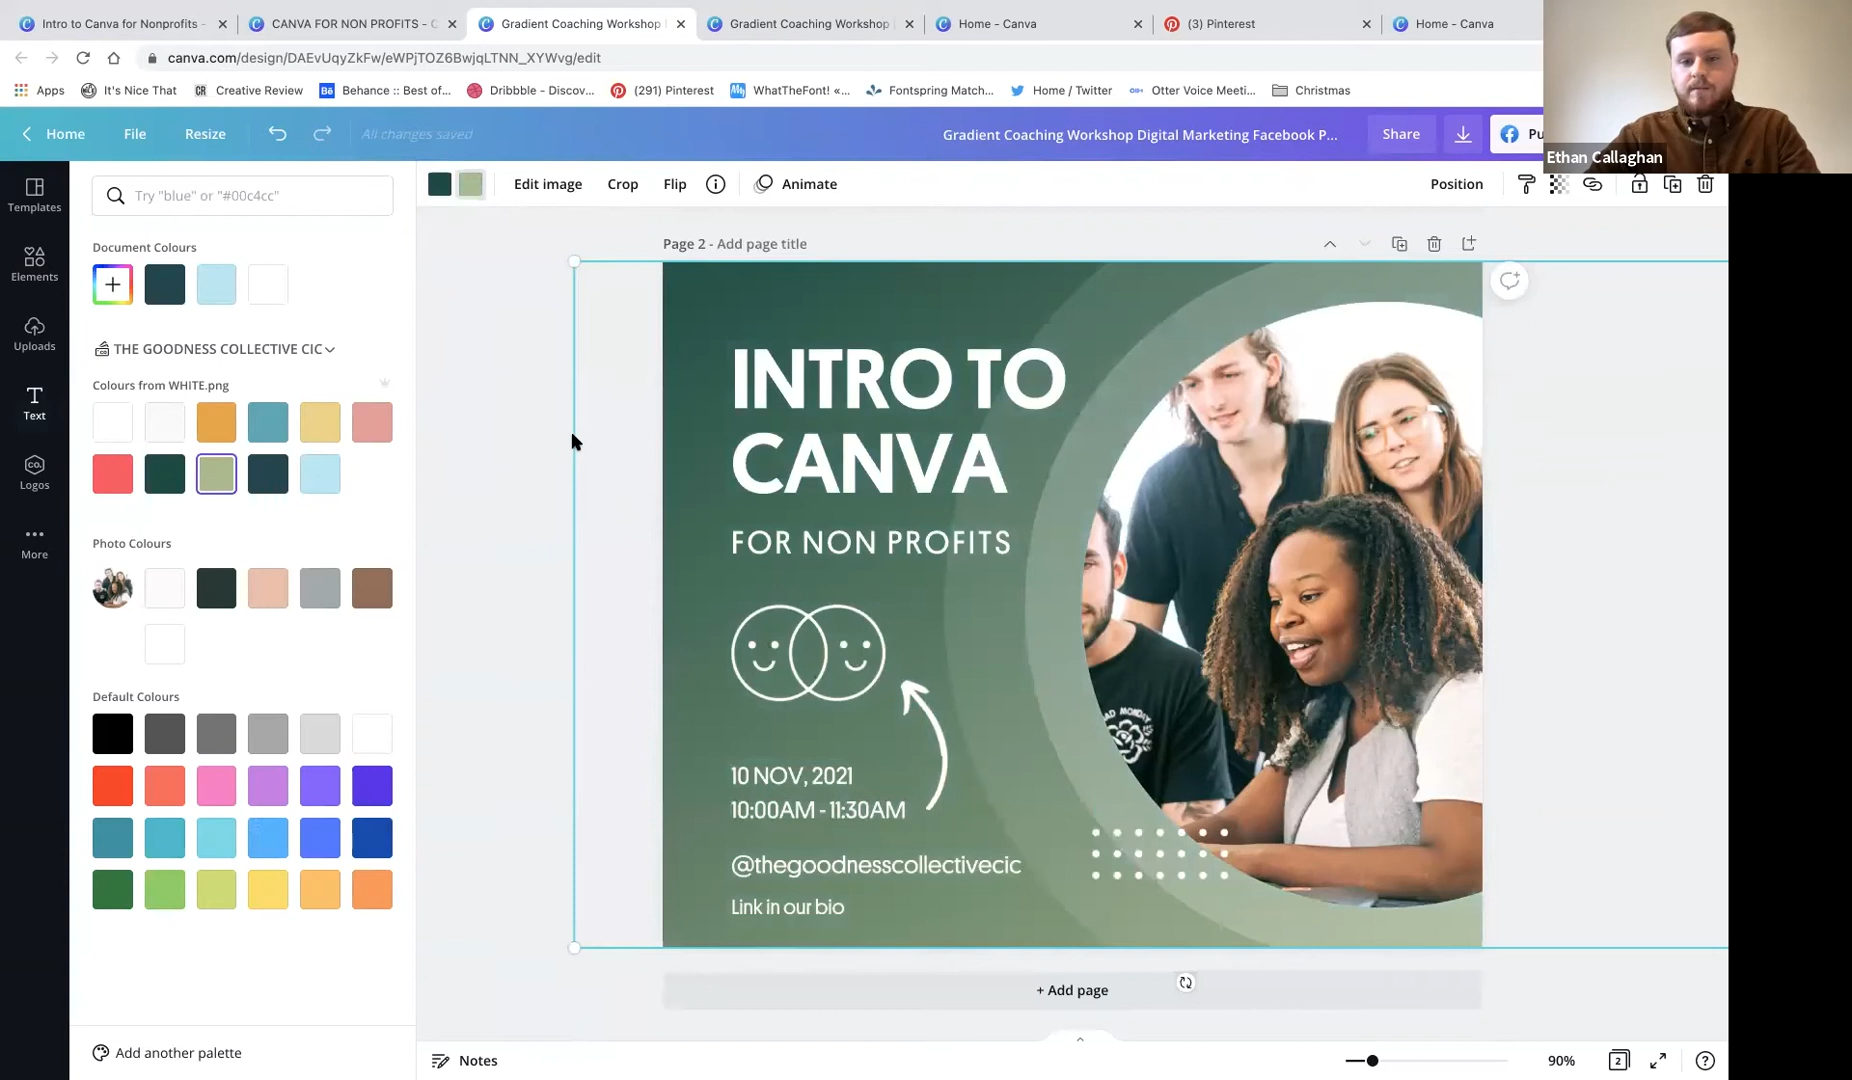 Intro to Canva for Nonprofits -
CANVA FOR NON PROFITS - C
Gradient Coaching Workshop
Gradient Coaching Workshop
Home - Canva
(3) Pinterest
Home - Canva
canva.com/design/DAEvUqyZkFw/eWPjTOZ6BwjqLTNN_XYWvg/edit
Apps
It's Nice That
CR Creative Review
Bē Behance :: Best of...
Dribbble - Discov...
(291) Pinterest
WhatTheFont! «...
Fontspring Match...
Home / Twitter
Otter Voice Meeti...
Christmas
Home
File
Resize
All changes saved
Gradient Coaching Workshop Digital Marketing Facebook P...
Share
Pu
Ethan Callaghan
Templates
Elements
Uploads
Text
CO.
Logos
More
Try "blue" or "#00c4cc"
Document Colours
THE GOODNESS COLLECTIVE CIC
Colours from WHITE.png
Photo Colours
Default Colours
Add another palette
Edit image
Crop
Flip
Animate
Position
Page 2 - Add page title
INTRO TO
CANVA
FOR NON PROFITS
10 NOV, 2021
10:00AM - 11:30AM
@thegoodnesscollectivecic
Link in our bio
+ Add page
Notes
90%
2